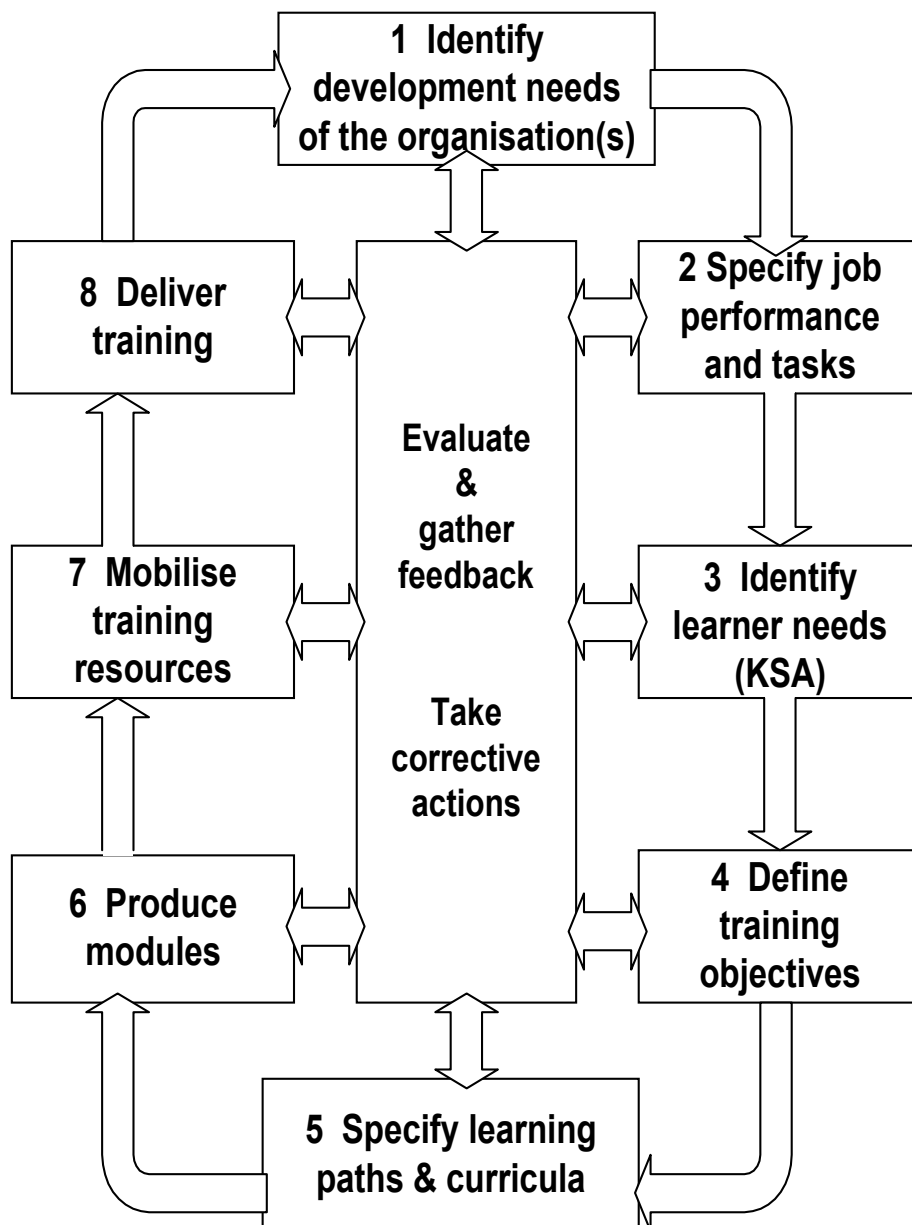 1 Identify
development needs
of the organisation(s)
2 Specify job
performance
and tasks
3 Identify
learner needs
(KSA)
4 Define
training
objectives
5 Specify learning
paths & curricula
6 Produce
modules
7 Mobilise
training
resources
8 Deliver
training
Evaluate
&
gather
feedback
Take
corrective
actions